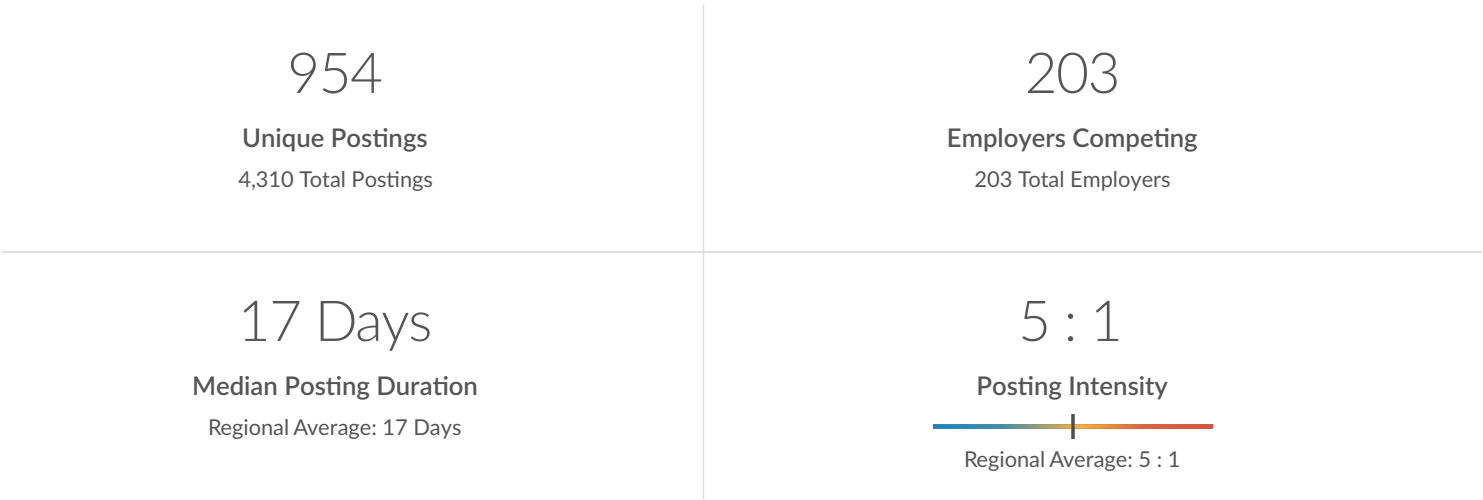 954
Unique Postings
4,310 Total Postings
203
Employers Competing
203 Total Employers
17 Days
Median Posting Duration
Regional Average: 17 Days
5 : 1
Posting Intensity
Regional Average: 5 : 1